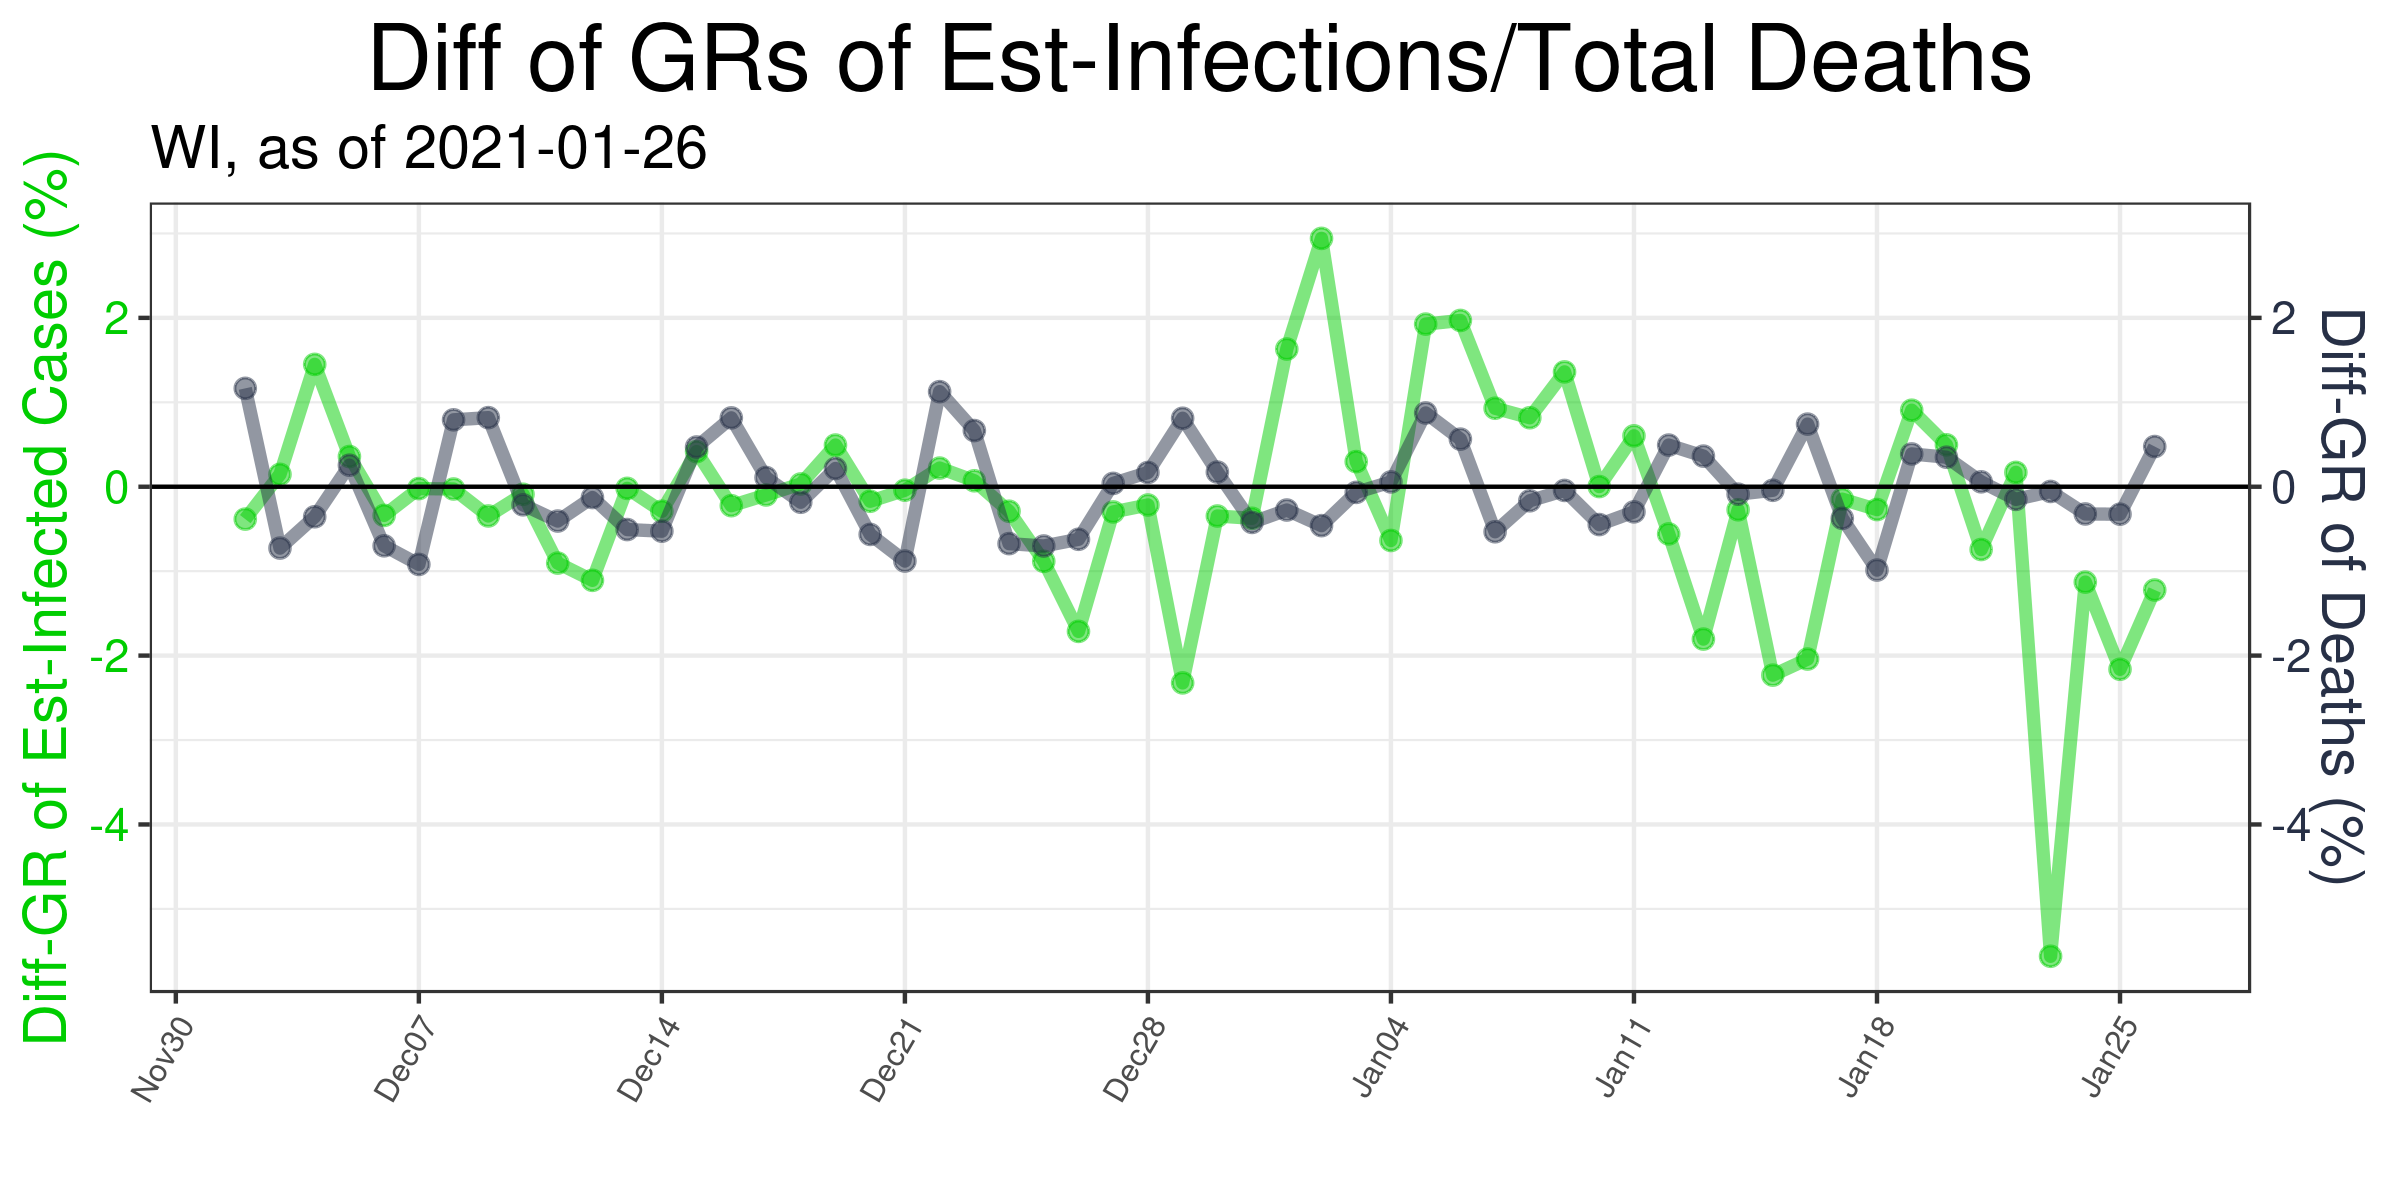 Diff of GRs of Est-Infections/Total Deaths
WI, as of 2021-01-26
Diff-GR of Est-Infected Cases (%)
2
0
-2
-4
2
0
-2
-4
Diff-GR of Deaths (%)
Nov30
Dec07
Dec14
Dec21
Dec28
Jan04
Jan11
Jan18
Jan25